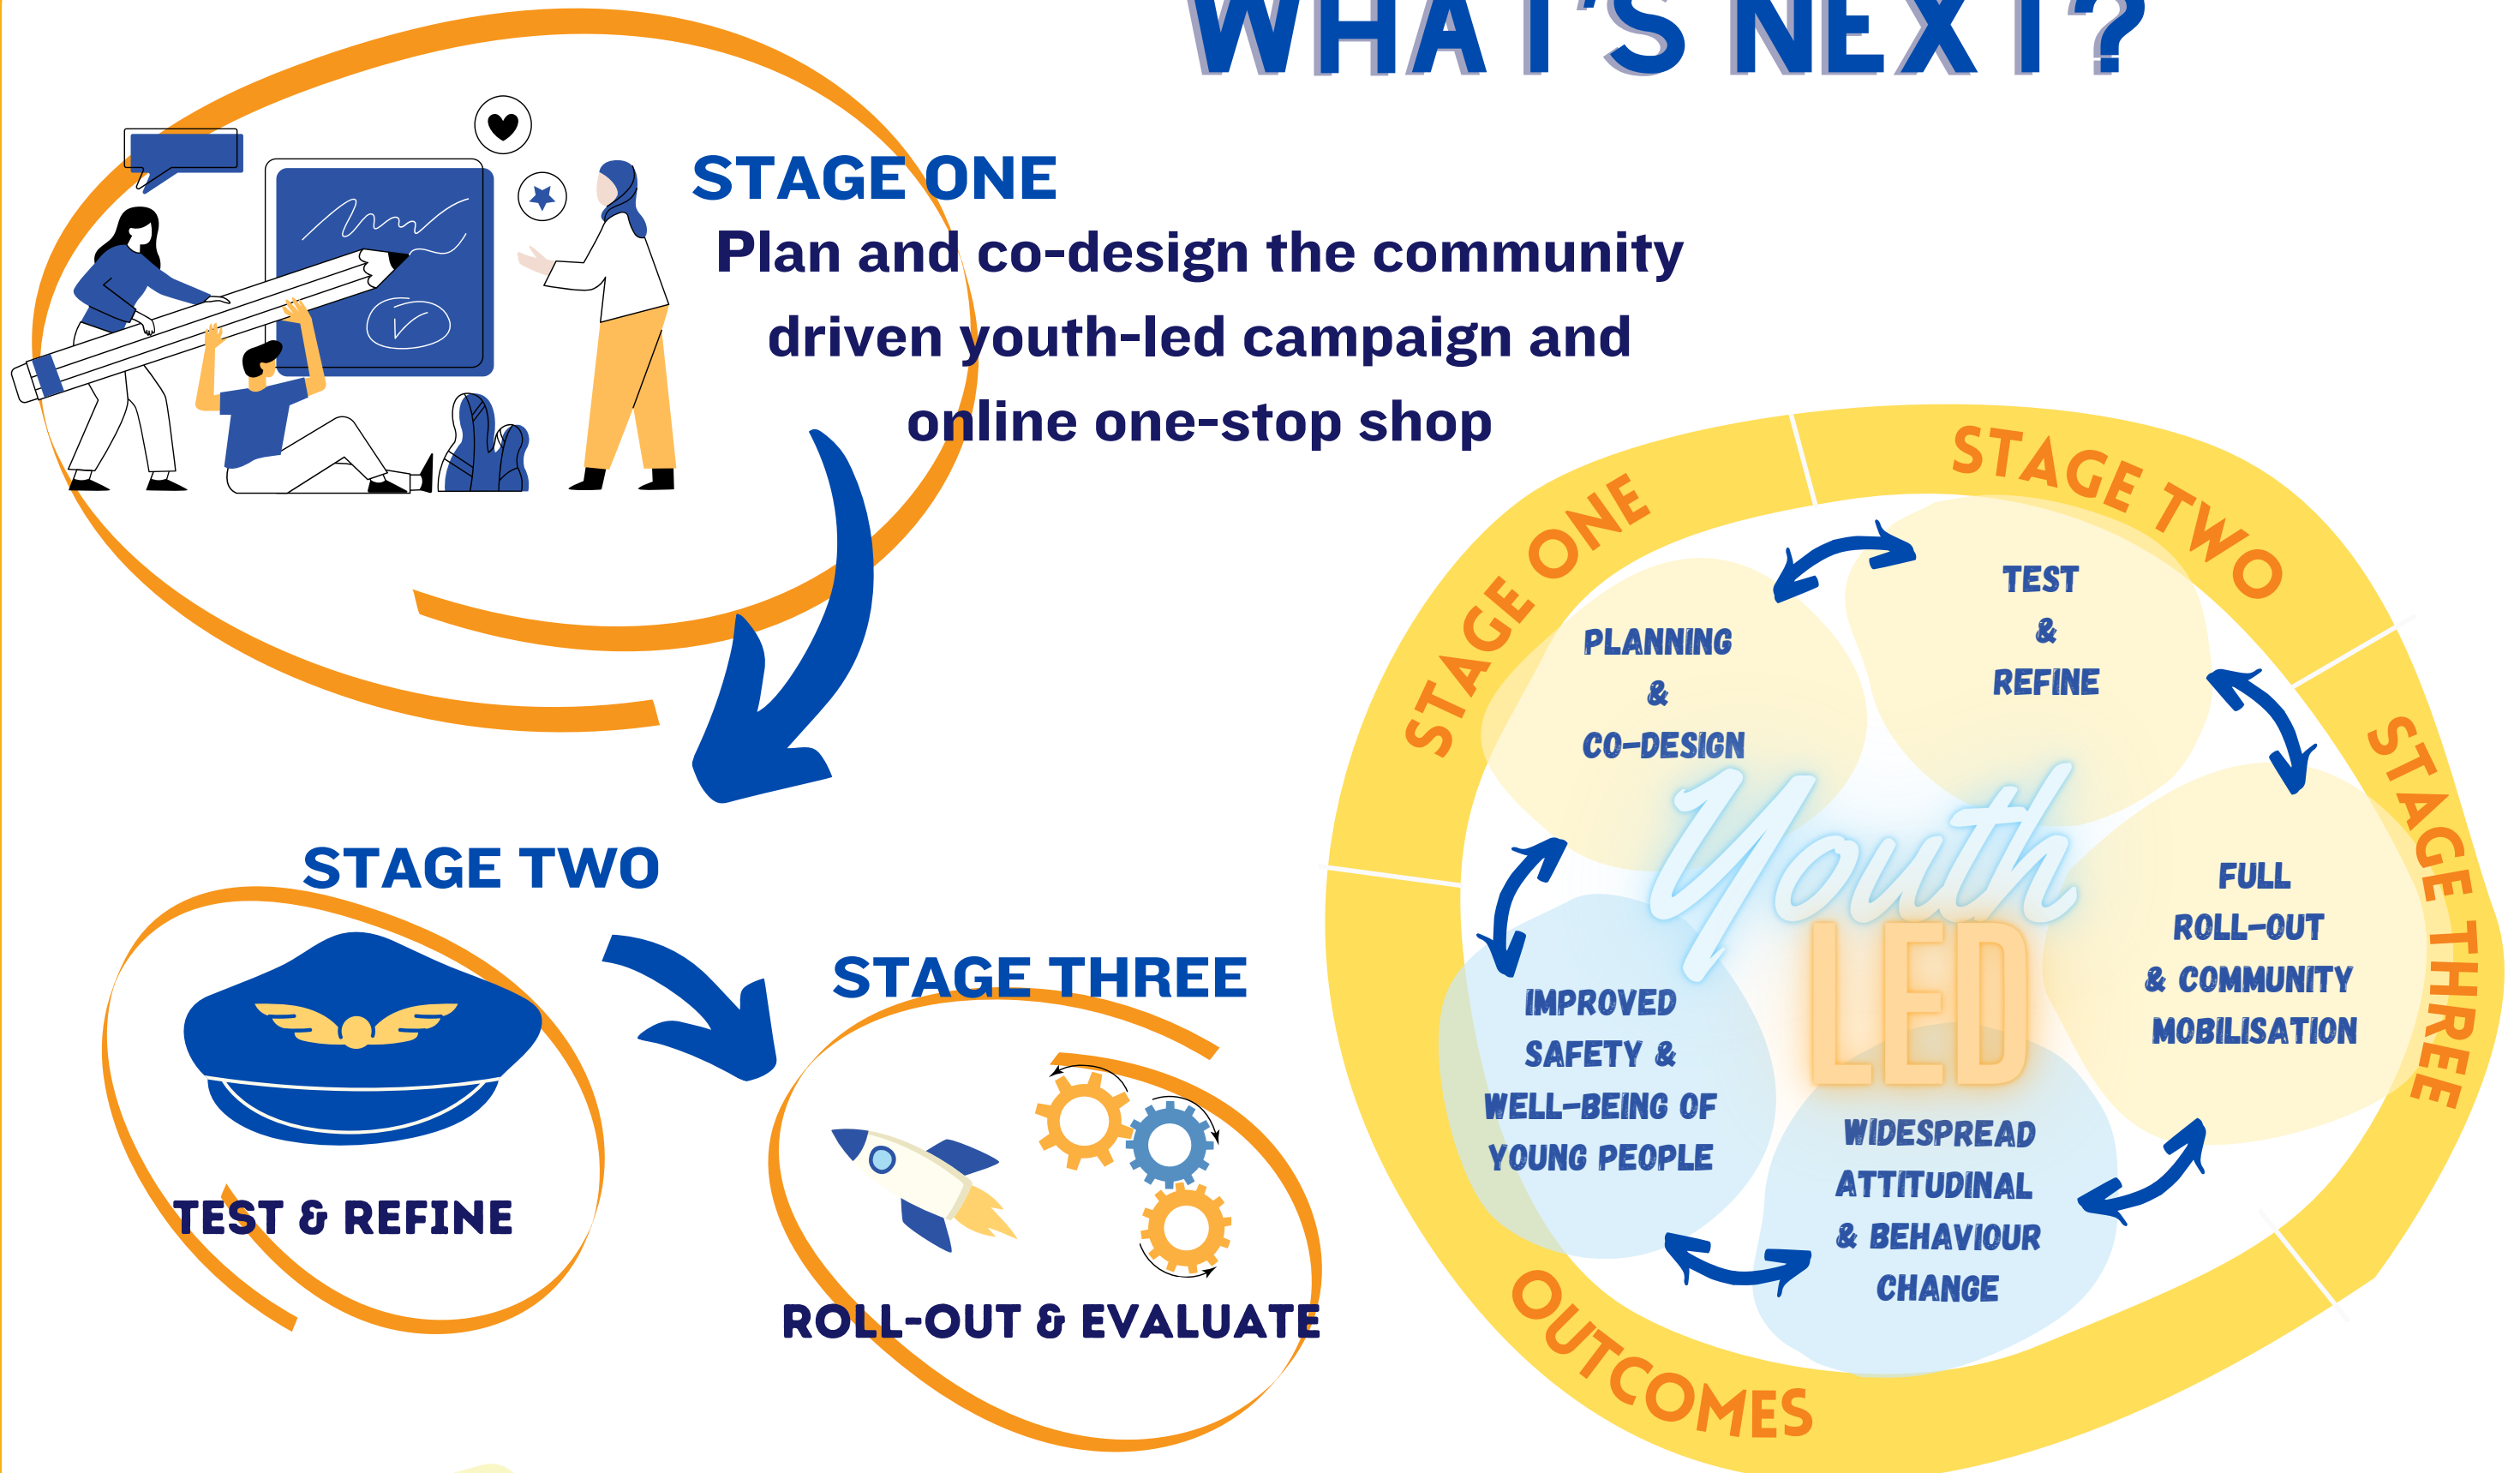 WHAT'S NEXT?
STAGE ONE
Plan and co-design the community
driven youth-led campaign and
online one-stop shop
STAGE TWO
TEST & REFINE
STAGE THREE
ROLL-OUT & EVALUATE
STAGE ONE
PLANNING
&
CO-DESIGN
STAGE TWO
TEST
&
REFINE
STAGE THREE
FULL
ROLL-OUT
& COMMUNITY
MOBILISATION
Youth
LED
IMPROVED
SAFETY &
WELL-BEING OF
YOUNG PEOPLE
WIDESPREAD
ATTITUDINAL
& BEHAVIOUR
CHANGE
OUTCOMES